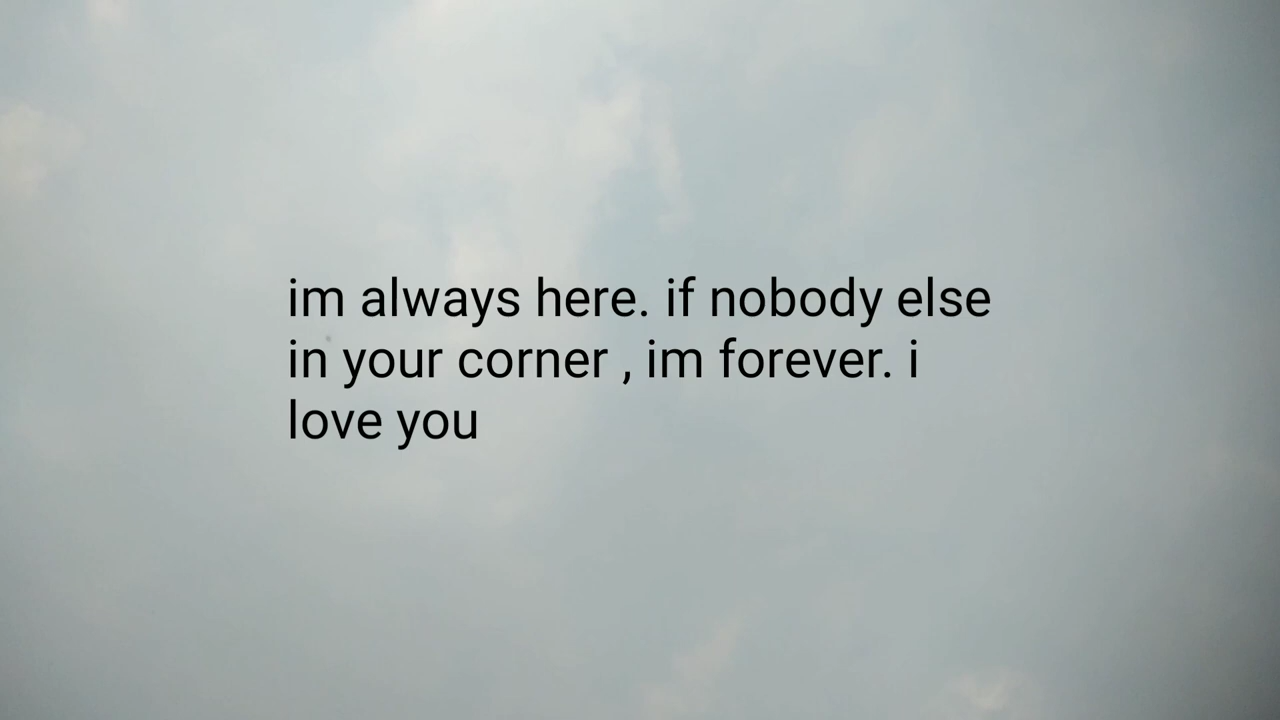 im always here. if nobody else
in your corner , im forever. i
love you